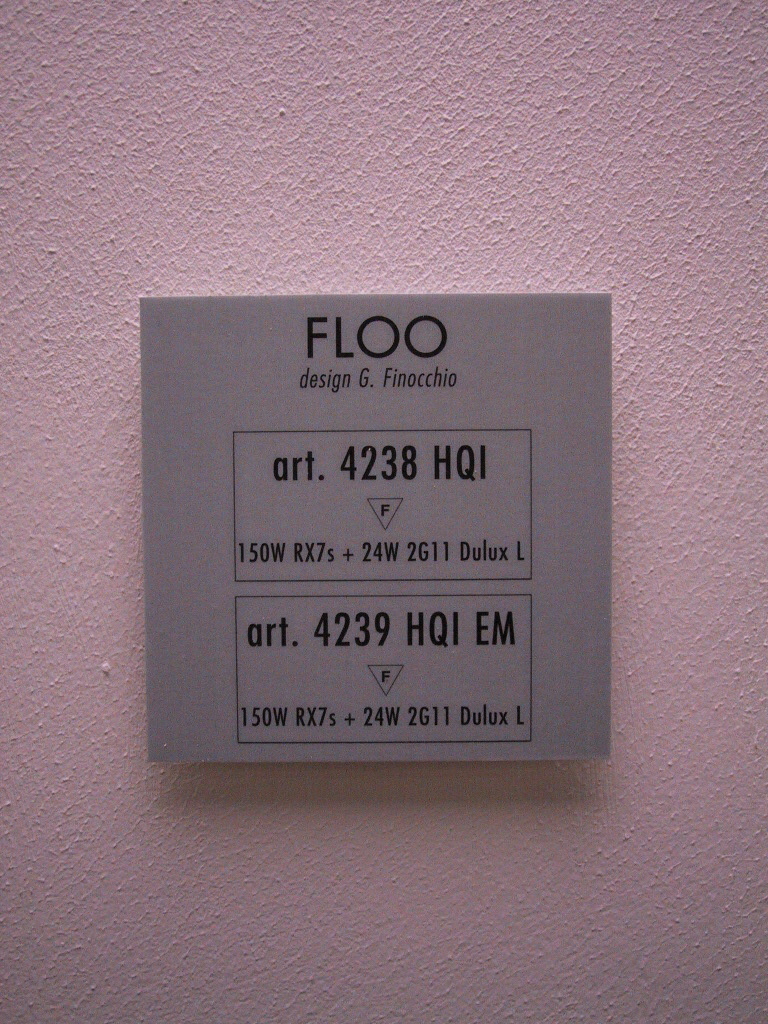 FLOO
design G. Finocchio
art. 4238 HQI
F
150W RX7s + 24W 2G11 Dulux L
art. 4239 HQI EM
F
150W RX7s + 24W 2G11 Dulux L